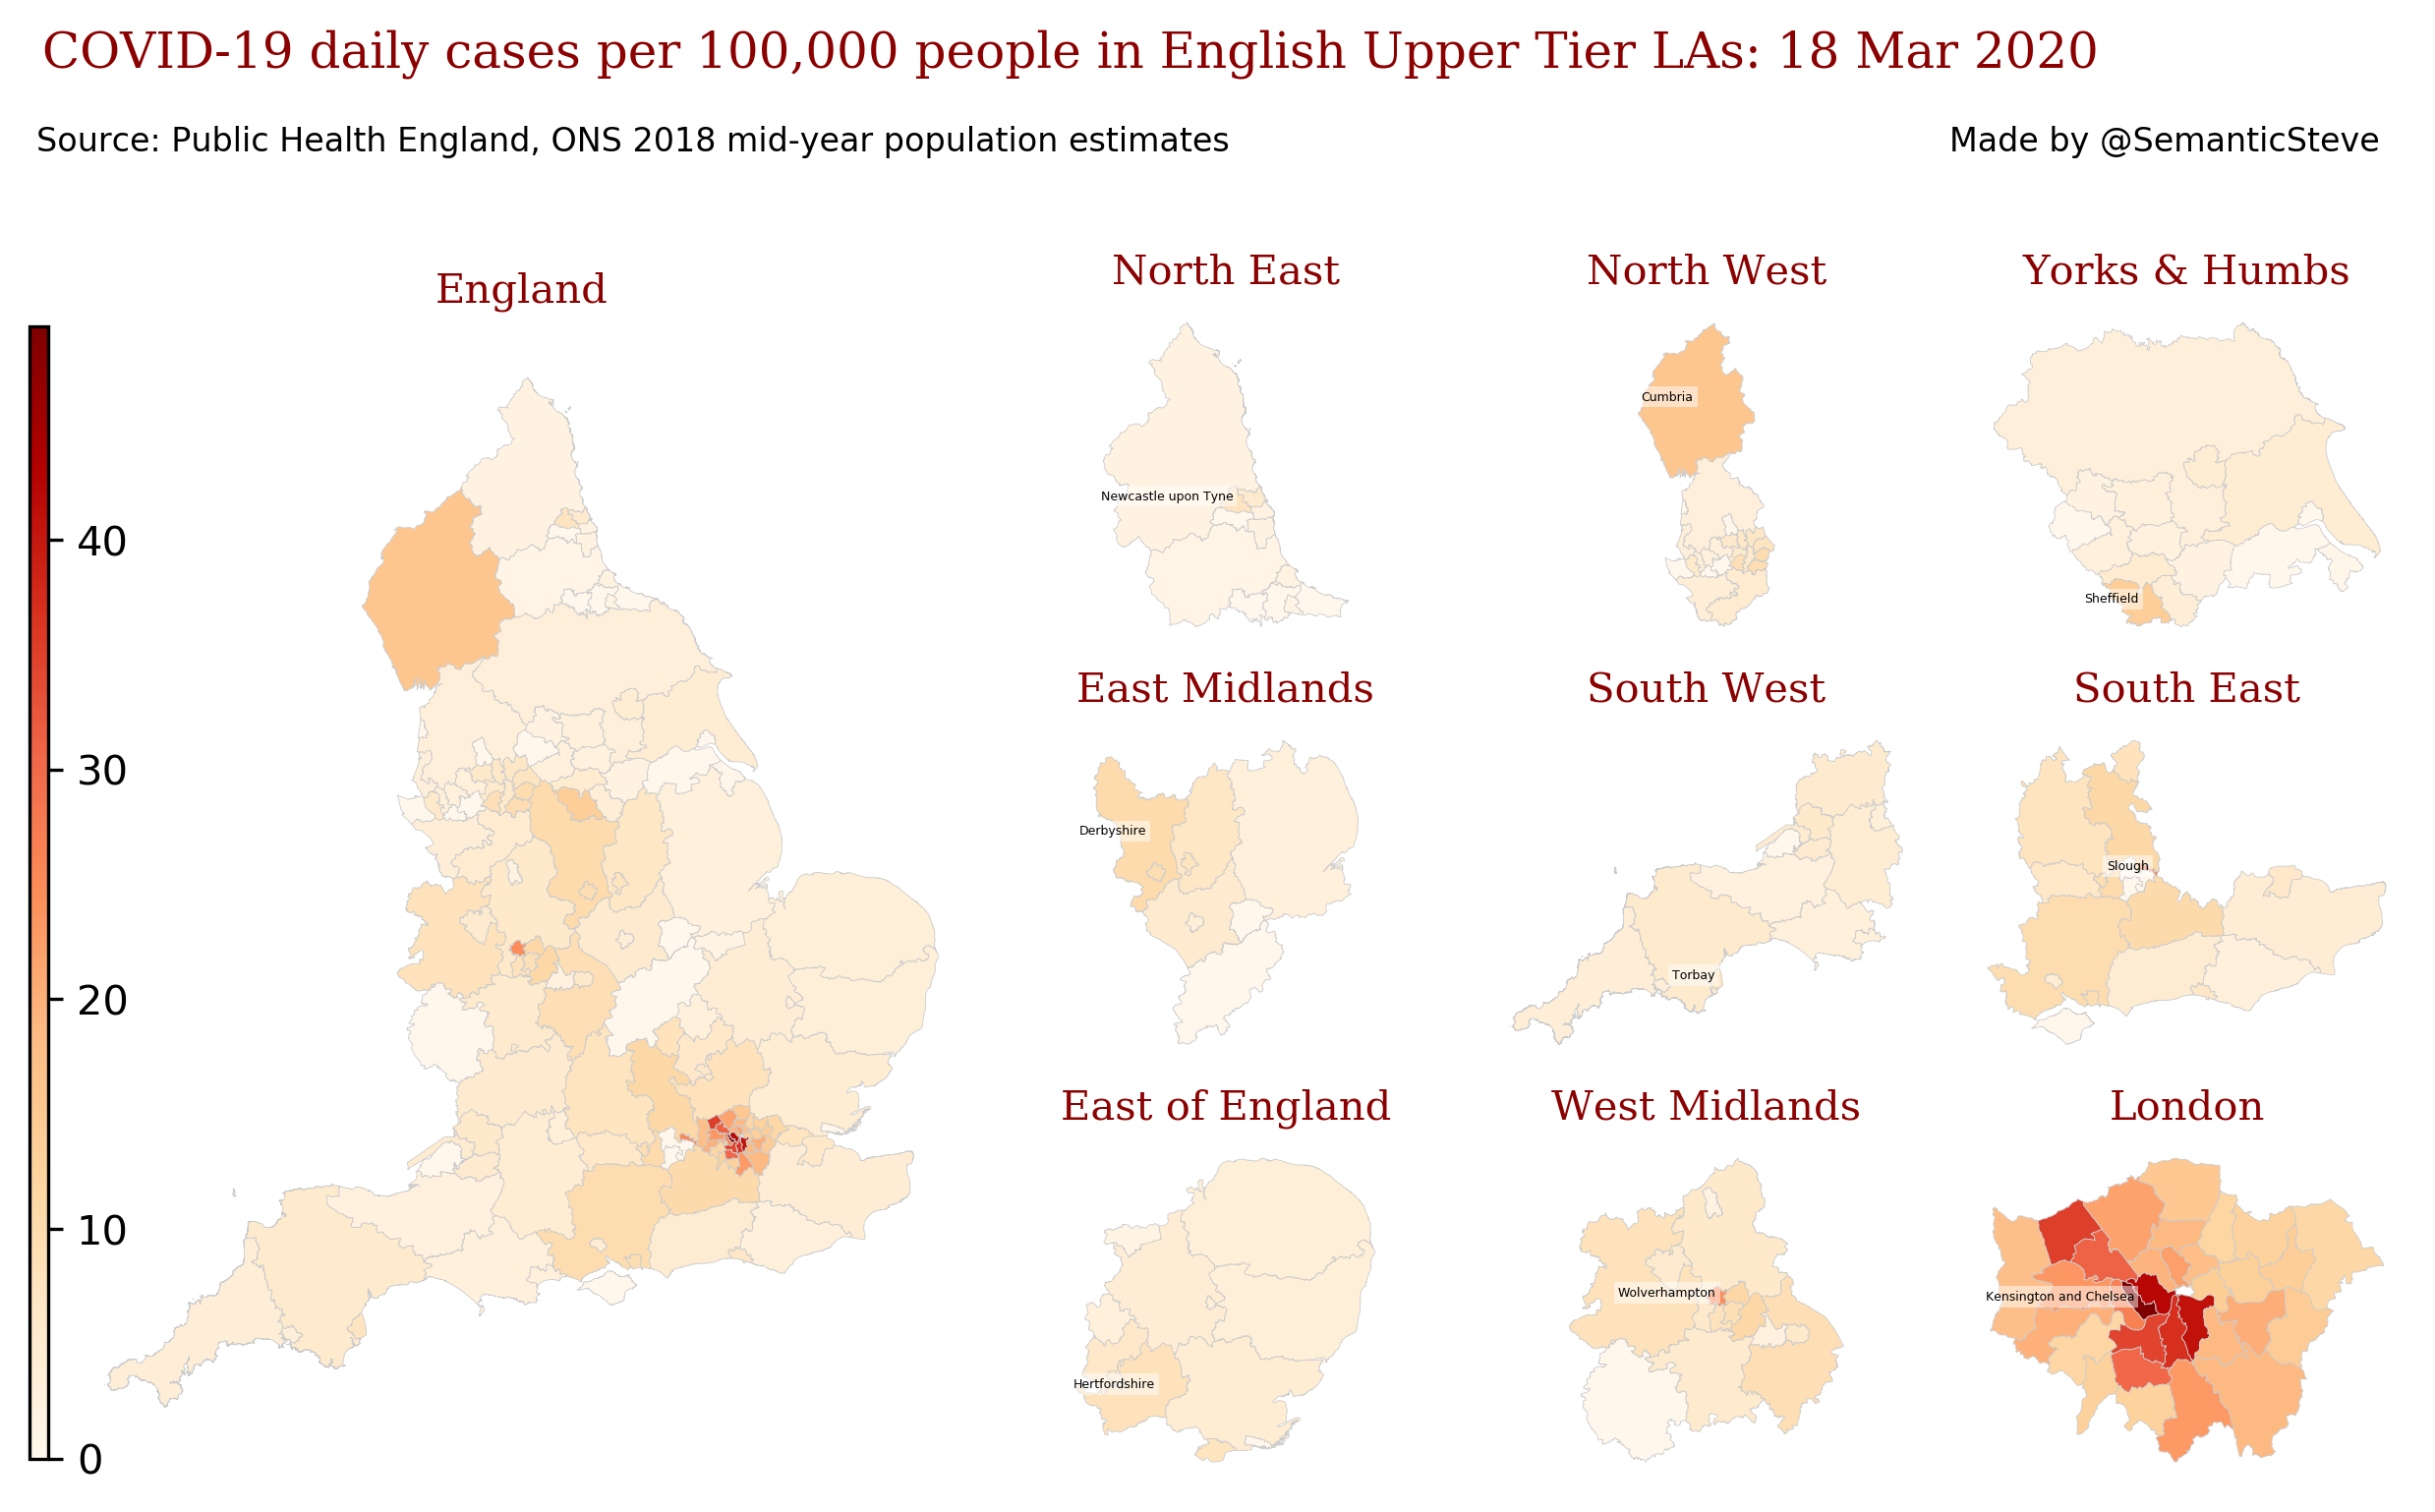 COVID-19 daily cases per 100,000 people in English Upper Tier LAs: 18 Mar 2020
Source: Public Health England, ONS 2018 mid-year population estimates
Made by @SemanticSteve
England
40
30
20
10
0
North East
Newcastle upon Tyne
North West
Cumbria
Yorks & Humbs
Sheffield
East Midlands
Derbyshire
South West
Torbay
South East
Slough
East of England
Hertfordshire
West Midlands
Wolverhampton
London
Kensington and Chelsea